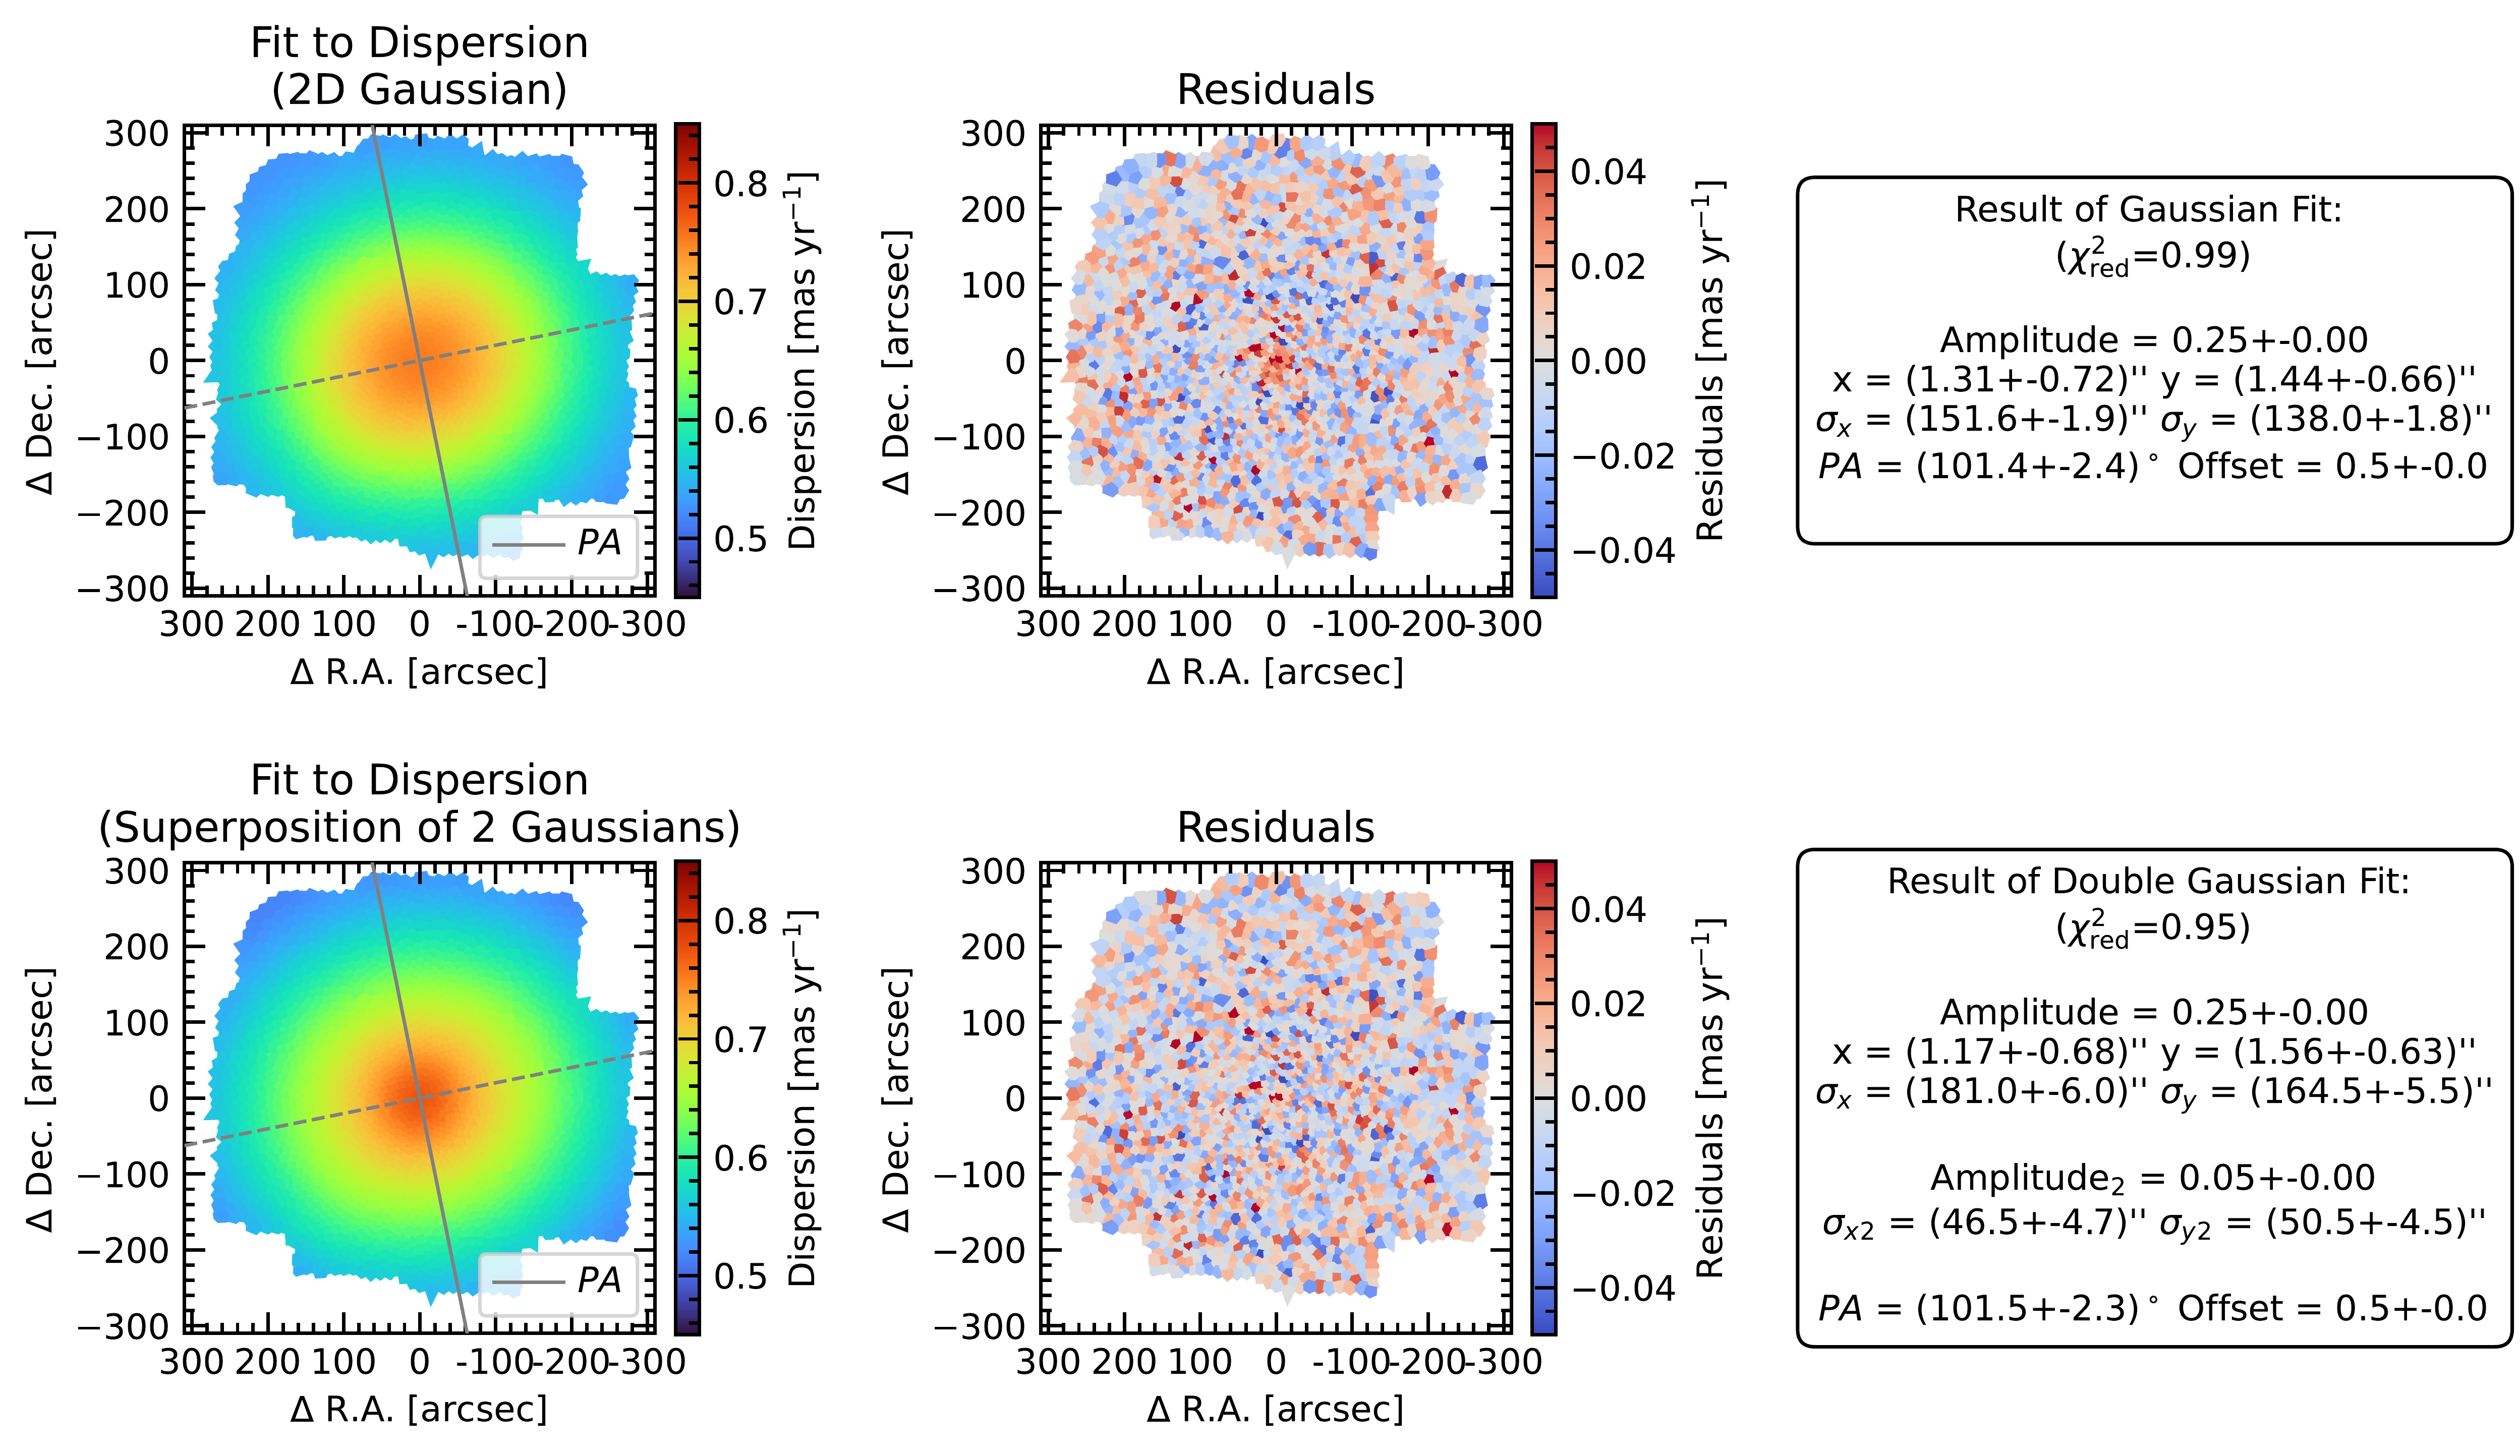 Fit to Dispersion
(2D Gaussian)
300
200
100
0
−100
−200
−300
Δ Dec. [arcsec]
300 200 100 0 -100 -200 -300
Δ R.A. [arcsec]
PA
0.8
0.7
0.6
0.5
Dispersion [mas yr⁻¹]
Residuals
300
200
100
0
−100
−200
−300
Δ Dec. [arcsec]
300 200 100 0 -100 -200 -300
Δ R.A. [arcsec]
0.04
0.02
0.00
−0.02
−0.04
Residuals [mas yr⁻¹]
Result of Gaussian Fit:
(χ²red=0.99)
Amplitude = 0.25+-0.00
x = (1.31+-0.72)'' y = (1.44+-0.66)''
σx = (151.6+-1.9)'' σy = (138.0+-1.8)''
PA = (101.4+-2.4)° Offset = 0.5+-0.0
Fit to Dispersion
(Superposition of 2 Gaussians)
300
200
100
0
−100
−200
−300
Δ Dec. [arcsec]
300 200 100 0 -100 -200 -300
Δ R.A. [arcsec]
PA
0.8
0.7
0.6
0.5
Dispersion [mas yr⁻¹]
Residuals
300
200
100
0
−100
−200
−300
Δ Dec. [arcsec]
300 200 100 0 -100 -200 -300
Δ R.A. [arcsec]
0.04
0.02
0.00
−0.02
−0.04
Residuals [mas yr⁻¹]
Result of Double Gaussian Fit:
(χ²red=0.95)
Amplitude = 0.25+-0.00
x = (1.17+-0.68)'' y = (1.56+-0.63)''
σx = (181.0+-6.0)'' σy = (164.5+-5.5)''
Amplitude₂ = 0.05+-0.00
σx2 = (46.5+-4.7)'' σy2 = (50.5+-4.5)''
PA = (101.5+-2.3)° Offset = 0.5+-0.0